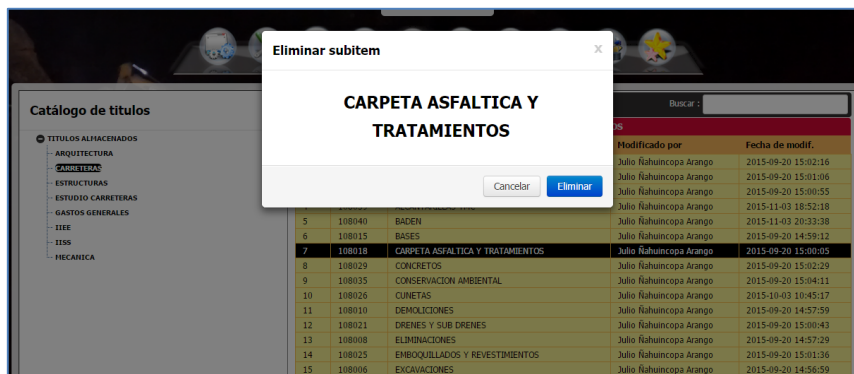 Eliminar subitem
X
CARPETA ASFALTICA Y
TRATAMIENTOS
Cancelar
Eliminar
Catálogo de titulos
TITULOS ALMACENADOS
ARQUITECTURA
CARRETERAS
ESTRUCTURAS
ESTUDIO CARRETERAS
GASTOS GENERALES
IIEE
IISS
MECANICA
Buscar :
Modificado por Fecha de modif.
Julio Ñahuincopa Arango 2015-09-20 15:02:16
Julio Ñahuincopa Arango 2015-09-20 15:01:06
Julio Ñahuincopa Arango 2015-09-20 15:00:55
Julio Ñahuincopa Arango 2015-11-03 18:52:18
5 108040 BADEN Julio Ñahuincopa Arango 2015-11-03 20:33:38
6 108015 BASES Julio Ñahuincopa Arango 2015-09-20 14:59:12
7 108018 CARPETA ASFALTICA Y TRATAMIENTOS Julio Ñahuincopa Arango 2015-09-20 15:00:05
8 108029 CONCRETOS Julio Ñahuincopa Arango 2015-09-20 15:02:29
9 108035 CONSERVACION AMBIENTAL Julio Ñahuincopa Arango 2015-09-20 15:04:11
10 108026 CUNETAS Julio Ñahuincopa Arango 2015-10-03 10:45:17
11 108010 DEMOLICIONES Julio Ñahuincopa Arango 2015-09-20 14:57:59
12 108021 DRENES Y SUB DRENES Julio Ñahuincopa Arango 2015-09-20 15:00:43
13 108008 ELIMINACIONES Julio Ñahuincopa Arango 2015-09-20 14:57:29
14 108025 EMBOQUILLADOS Y REVESTIMIENTOS Julio Ñahuincopa Arango 2015-09-20 15:01:36
15 108006 EXCAVACIONES Julio Ñahuincopa Arango 2015-09-20 14:56:59